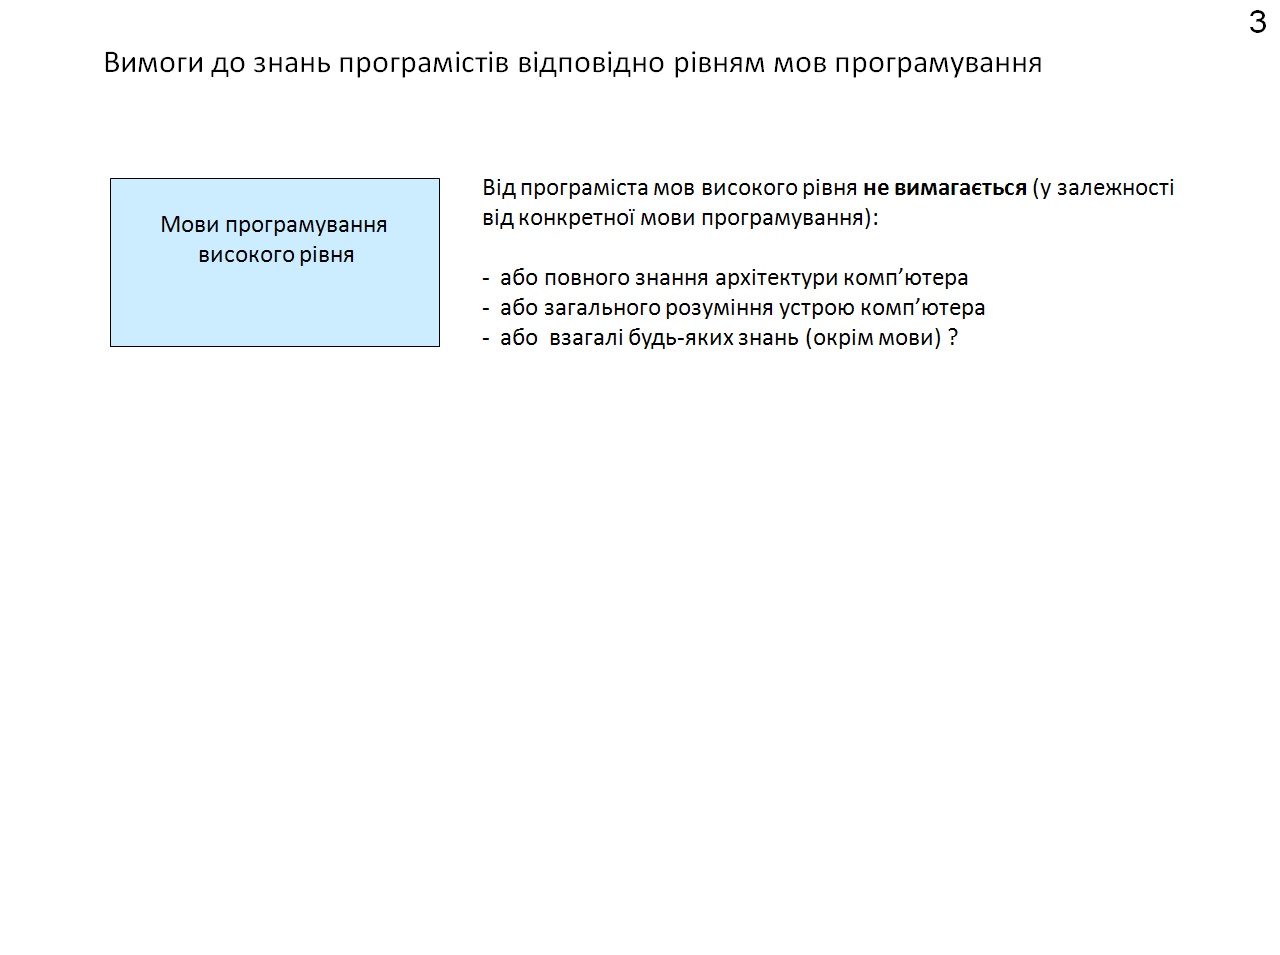 3
Вимоги до знань програмістів відповідно рівням мов програмування
Мови програмування
високого рівня
Від програміста мов високого рівня не вимагається (у залежності
від конкретної мови програмування):
- або повного знання архітектури комп’ютера
- або загального розуміння устрою комп’ютера
- або взагалі будь-яких знань (окрім мови) ?